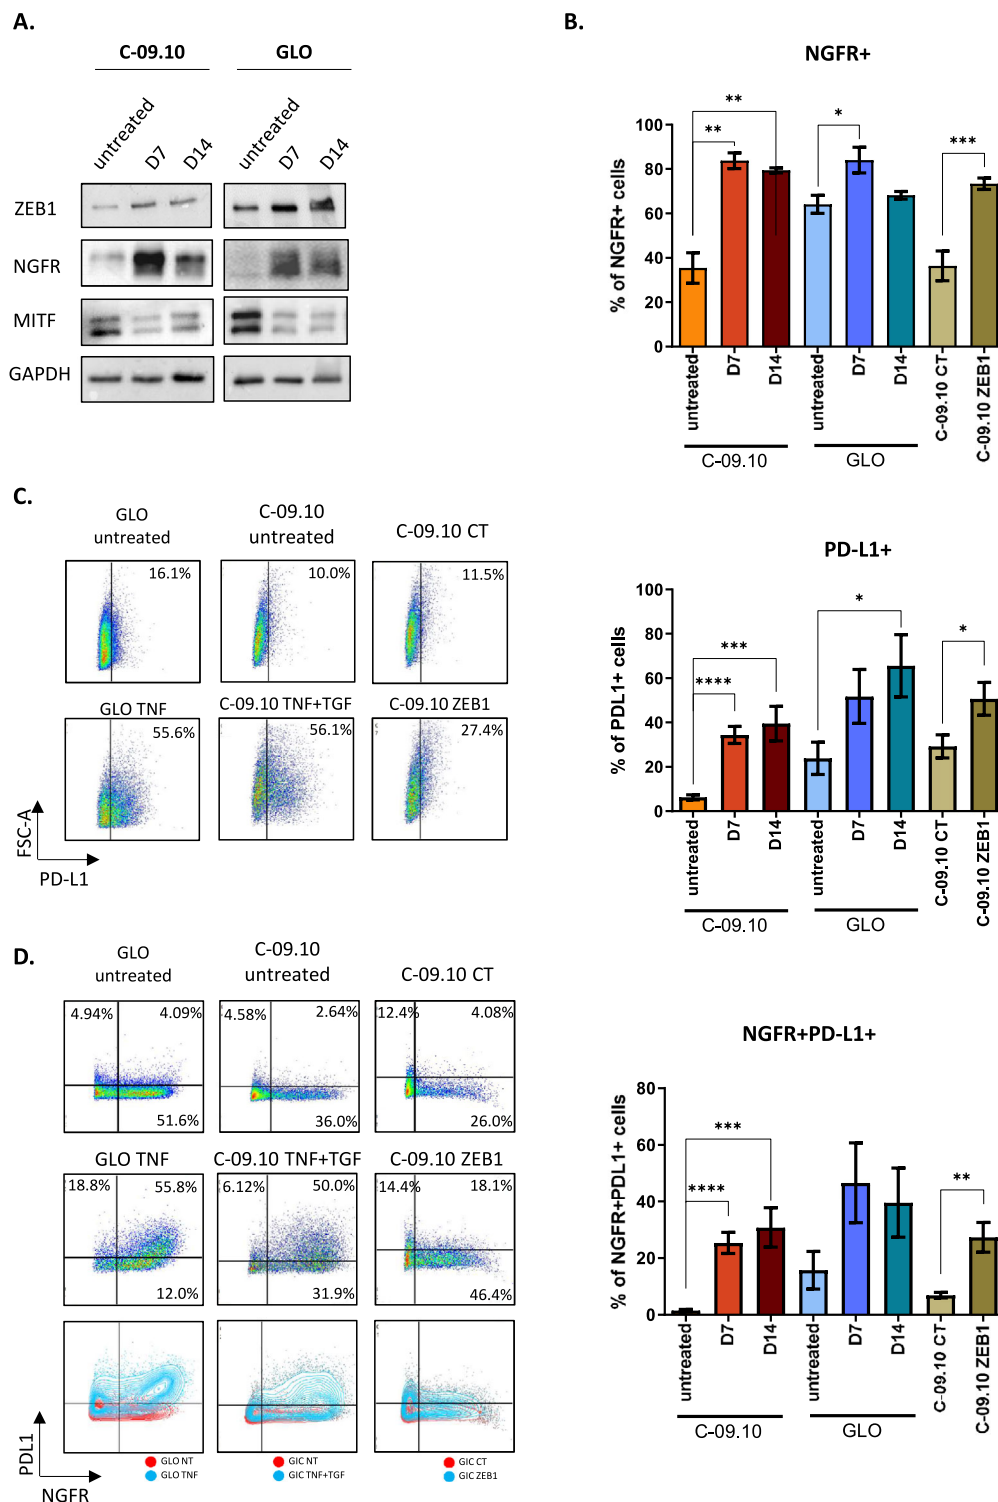 A.
C-09.10 GLO
untreated D7 D14 untreated D7 D14
ZEB1
NGFR
MITF
GAPDH
B.
NGFR+
% of NGFR+ cells
100
80
60
40
20
0
** ** * ***
untreated D7 D14 untreated D7 D14 C-09.10 CT C-09.10 ZEB1
C-09.10 GLO
C.
GLO
untreated
C-09.10
untreated
C-09.10 CT
16.1% 10.0% 11.5%
GLO TNF C-09.10 TNF+TGF C-09.10 ZEB1
55.6% 56.1% 27.4%
FSC-A
PD-L1
PD-L1+
% of PDL1+ cells
100
80
60
40
20
0
**** *** * *
untreated D7 D14 untreated D7 D14 C-09.10 CT C-09.10 ZEB1
C-09.10 GLO
D.
GLO
untreated
C-09.10
untreated
C-09.10 CT
4.94% 4.09% 4.58% 2.64% 12.4% 4.08%
51.6% 36.0% 26.0%
GLO TNF C-09.10 TNF+TGF C-09.10 ZEB1
18.8% 55.8% 6.12% 50.0% 14.4% 18.1%
12.0% 31.9% 46.4%
PDL1
NGFR
GLO NT GIC NT GIC CT
GLO TNF GIC TNF+TGF GIC ZEB1
NGFR+PD-L1+
% of NGFR+PDL1+ cells
80
60
40
20
0
**** *** **
untreated D7 D14 untreated D7 D14 C-09.10 CT C-09.10 ZEB1
C-09.10 GLO